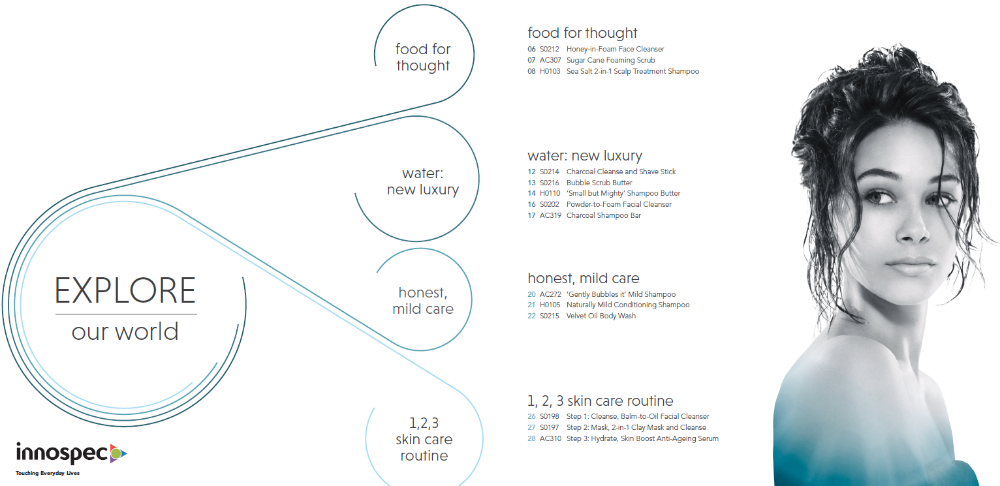 EXPLORE
our world
food for
thought
water:
new luxury
honest,
mild care
1,2,3
skin care
routine
food for thought
06 S0212 Honey-in-Foam Face Cleanser
07 AC307 Sugar Cane Foaming Scrub
08 H0103 Sea Salt 2-in-1 Scalp Treatment Shampoo
water: new luxury
12 S0214 Charcoal Cleanse and Shave Stick
13 S0216 Bubble Scrub Butter
14 H0110 ‘Small but Mighty’ Shampoo Butter
16 S0202 Powder-to-Foam Facial Cleanser
17 AC319 Charcoal Shampoo Bar
honest, mild care
20 AC272 ‘Gently Bubbles it’ Mild Shampoo
21 H0105 Naturally Mild Conditioning Shampoo
22 S0215 Velvet Oil Body Wash
1, 2, 3 skin care routine
26 S0198 Step 1: Cleanse, Balm-to-Oil Facial Cleanser
27 S0197 Step 2: Mask, 2-in-1 Clay Mask and Cleanse
28 AC310 Step 3: Hydrate, Skin Boost Anti-Ageing Serum
innospec
Touching Everyday Lives